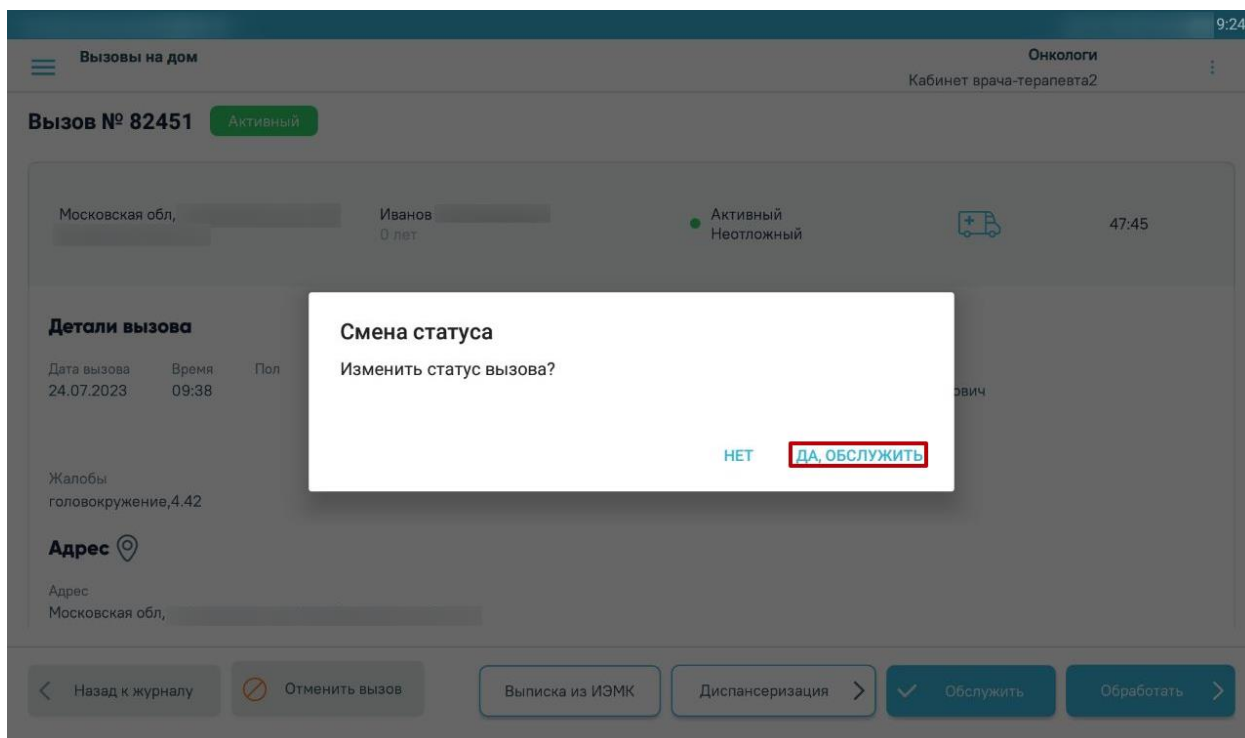 9:24
Вызовы на дом
Онкологи
Кабинет врача-терапевта2
Вызов № 82451 Активный
Московская обл,
Иванов
0 лет
Активный
Неотложный
47:45
Детали вызова
Дата вызова Время Пол
24.07.2023 09:38
ович
Смена статуса
Изменить статус вызова?
НЕТ ДА, ОБСЛУЖИТЬ
Жалобы
головокружение,4.42
Адрес
Адрес
Московская обл,
Назад к журналу Отменить вызов Выписка из ИЭМК Диспансеризация Обслужить Обработать